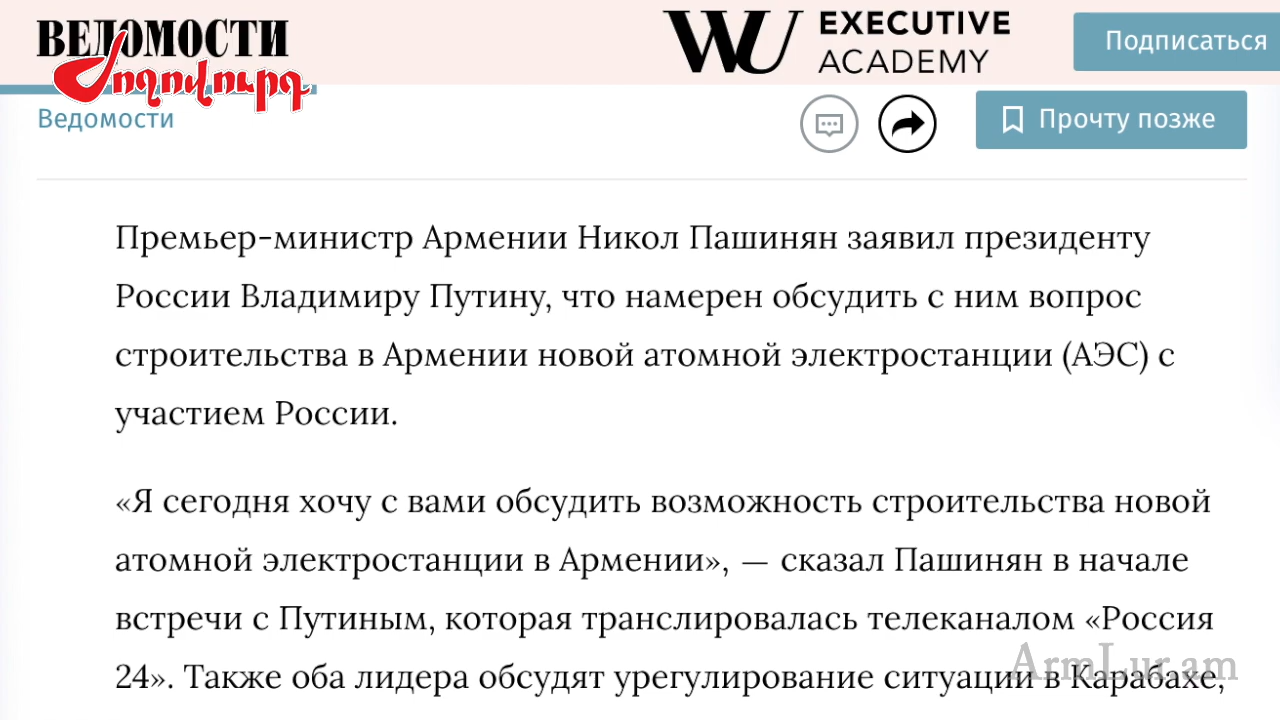 ВЕДОМОСТИ
Ժողովուրդ
WU EXECUTIVE
ACADEMY
Подписаться
Ведомости
Прочту позже
Премьер-министр Армении Никол Пашинян заявил президенту
России Владимиру Путину, что намерен обсудить с ним вопрос
строительства в Армении новой атомной электростанции (АЭС) с
участием России.
«Я сегодня хочу с вами обсудить возможность строительства новой
атомной электростанции в Армении», — сказал Пашинян в начале
встречи с Путиным, которая транслировалась телеканалом «Россия
24». Также оба лидера обсудят урегулирование ситуации в Карабахе,
ArmLur.am